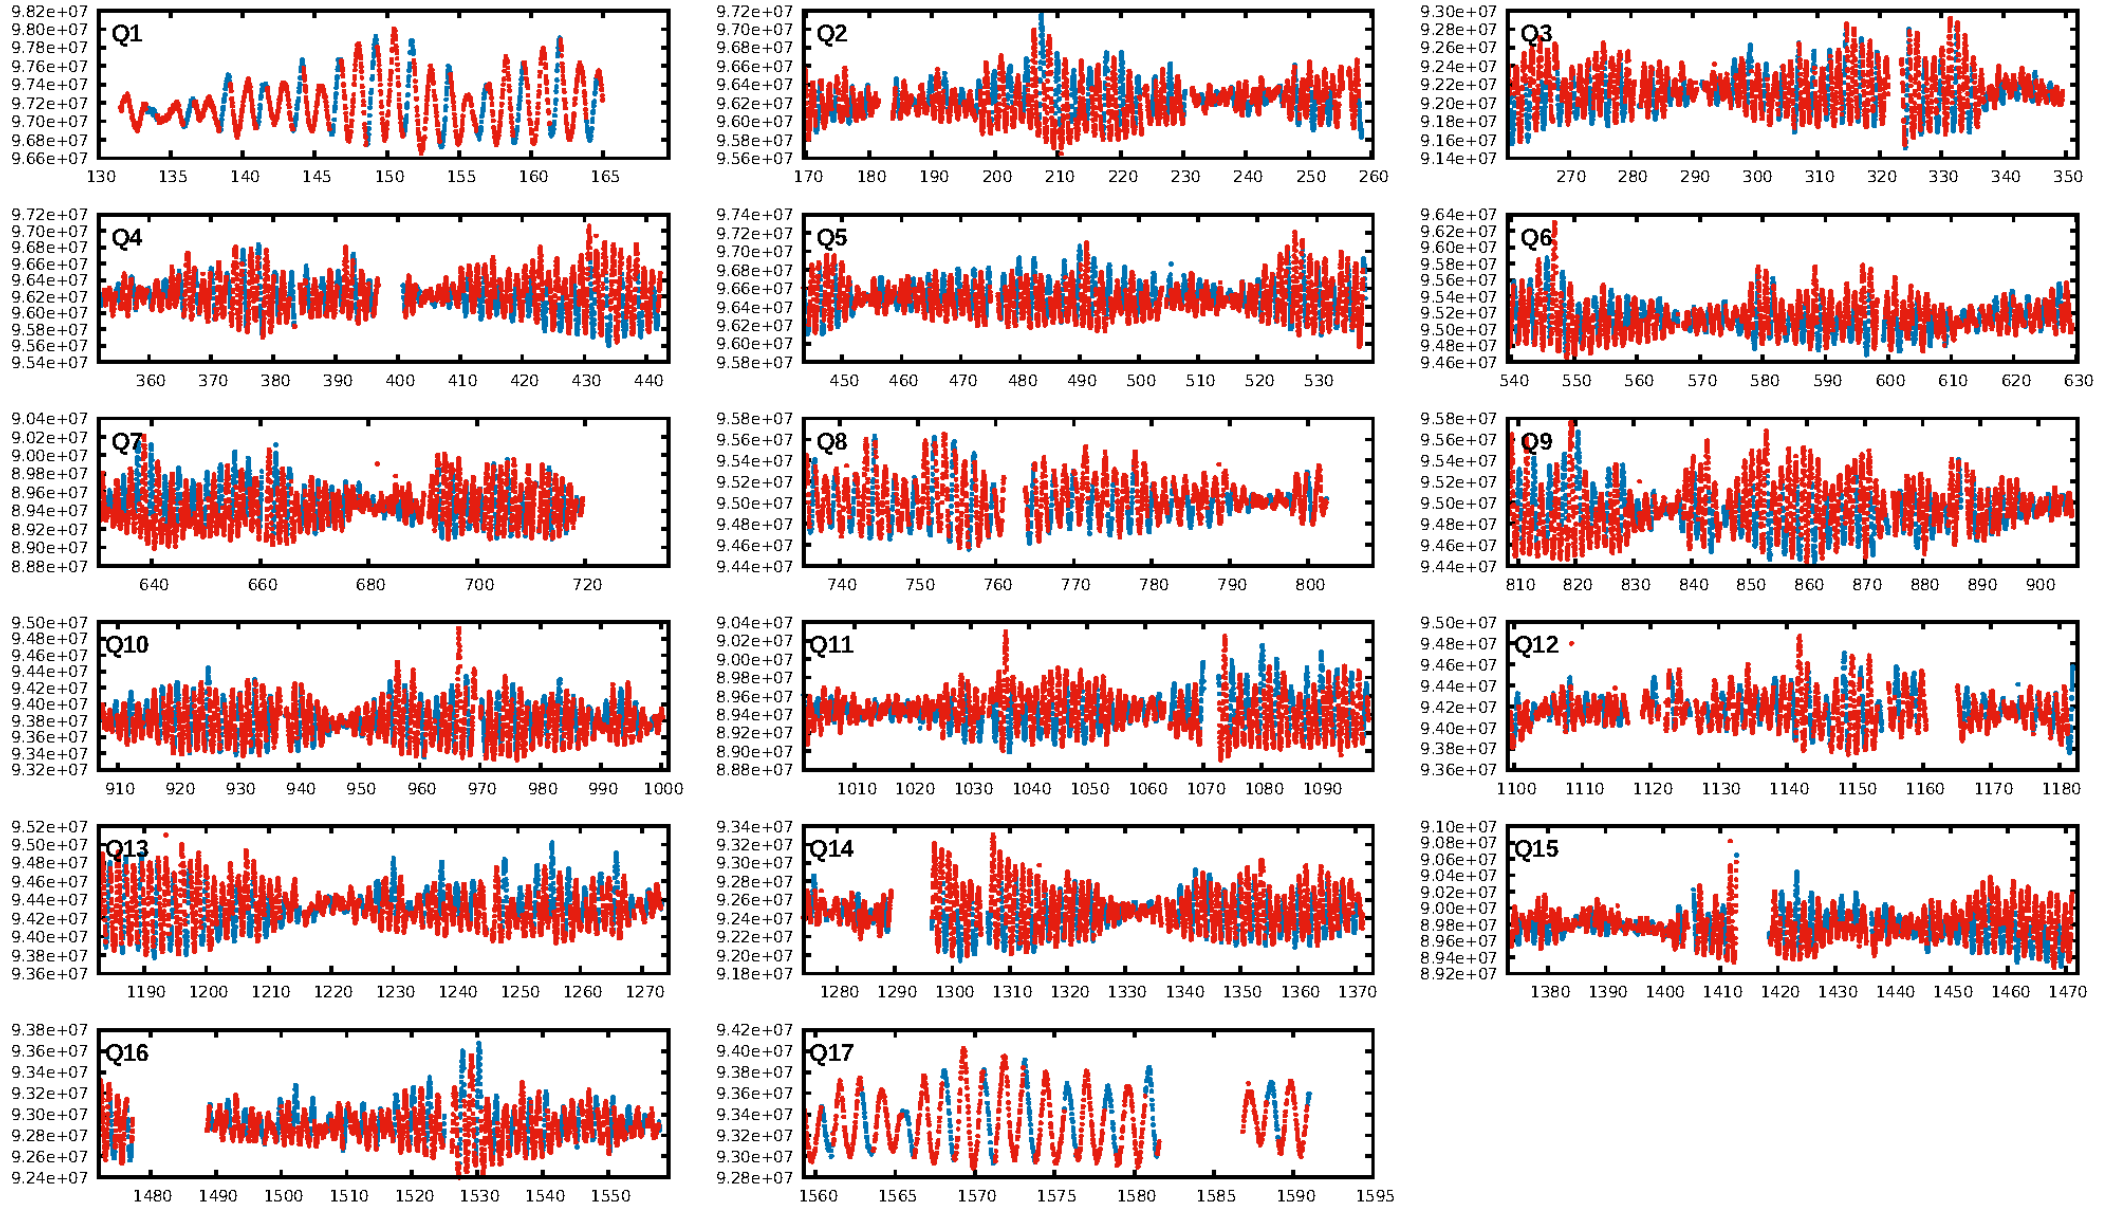 9.82e+07
9.80e+07
9.78e+07
9.76e+07
9.74e+07
9.72e+07
9.70e+07
9.68e+07
9.66e+07
Q1
130 135 140 145 150 155 160 165
9.72e+07
9.70e+07
9.68e+07
9.66e+07
9.64e+07
9.62e+07
9.60e+07
9.58e+07
9.56e+07
Q2
170 180 190 200 210 220 230 240 250 260
9.30e+07
9.28e+07
9.26e+07
9.24e+07
9.22e+07
9.20e+07
9.18e+07
9.16e+07
9.14e+07
Q3
270 280 290 300 310 320 330 340 350
9.72e+07
9.70e+07
9.68e+07
9.66e+07
9.64e+07
9.62e+07
9.60e+07
9.58e+07
9.56e+07
9.54e+07
Q4
360 370 380 390 400 410 420 430 440
9.74e+07
9.72e+07
9.70e+07
9.68e+07
9.66e+07
9.64e+07
9.62e+07
9.60e+07
9.58e+07
Q5
450 460 470 480 490 500 510 520 530
9.64e+07
9.62e+07
9.60e+07
9.58e+07
9.56e+07
9.54e+07
9.52e+07
9.50e+07
9.48e+07
9.46e+07
Q6
540 550 560 570 580 590 600 610 620 630
9.04e+07
9.02e+07
9.00e+07
8.98e+07
8.96e+07
8.94e+07
8.92e+07
8.90e+07
8.88e+07
Q7
640 660 680 700 720
9.58e+07
9.56e+07
9.54e+07
9.52e+07
9.50e+07
9.48e+07
9.46e+07
9.44e+07
Q8
740 750 760 770 780 790 800
9.58e+07
9.56e+07
9.54e+07
9.52e+07
9.50e+07
9.48e+07
9.46e+07
9.44e+07
Q9
810 820 830 840 850 860 870 880 890 900
9.50e+07
9.48e+07
9.46e+07
9.44e+07
9.42e+07
9.40e+07
9.38e+07
9.36e+07
9.34e+07
9.32e+07
Q10
910 920 930 940 950 960 970 980 990 1000
9.04e+07
9.02e+07
9.00e+07
8.98e+07
8.96e+07
8.94e+07
8.92e+07
8.90e+07
8.88e+07
Q11
1010 1020 1030 1040 1050 1060 1070 1080 1090
9.50e+07
9.48e+07
9.46e+07
9.44e+07
9.42e+07
9.40e+07
9.38e+07
9.36e+07
Q12
1100 1110 1120 1130 1140 1150 1160 1170 1180
9.52e+07
9.50e+07
9.48e+07
9.46e+07
9.44e+07
9.42e+07
9.40e+07
9.38e+07
9.36e+07
Q13
1190 1200 1210 1220 1230 1240 1250 1260 1270
9.34e+07
9.32e+07
9.30e+07
9.28e+07
9.26e+07
9.24e+07
9.22e+07
9.20e+07
9.18e+07
Q14
1280 1290 1300 1310 1320 1330 1340 1350 1360 1370
9.10e+07
9.08e+07
9.06e+07
9.04e+07
9.02e+07
9.00e+07
8.98e+07
8.96e+07
8.94e+07
8.92e+07
Q15
1380 1390 1400 1410 1420 1430 1440 1450 1460 1470
9.38e+07
9.36e+07
9.34e+07
9.32e+07
9.30e+07
9.28e+07
9.26e+07
9.24e+07
Q16
1480 1490 1500 1510 1520 1530 1540 1550
9.42e+07
9.40e+07
9.38e+07
9.36e+07
9.34e+07
9.32e+07
9.30e+07
9.28e+07
Q17
1560 1565 1570 1575 1580 1585 1590 1595